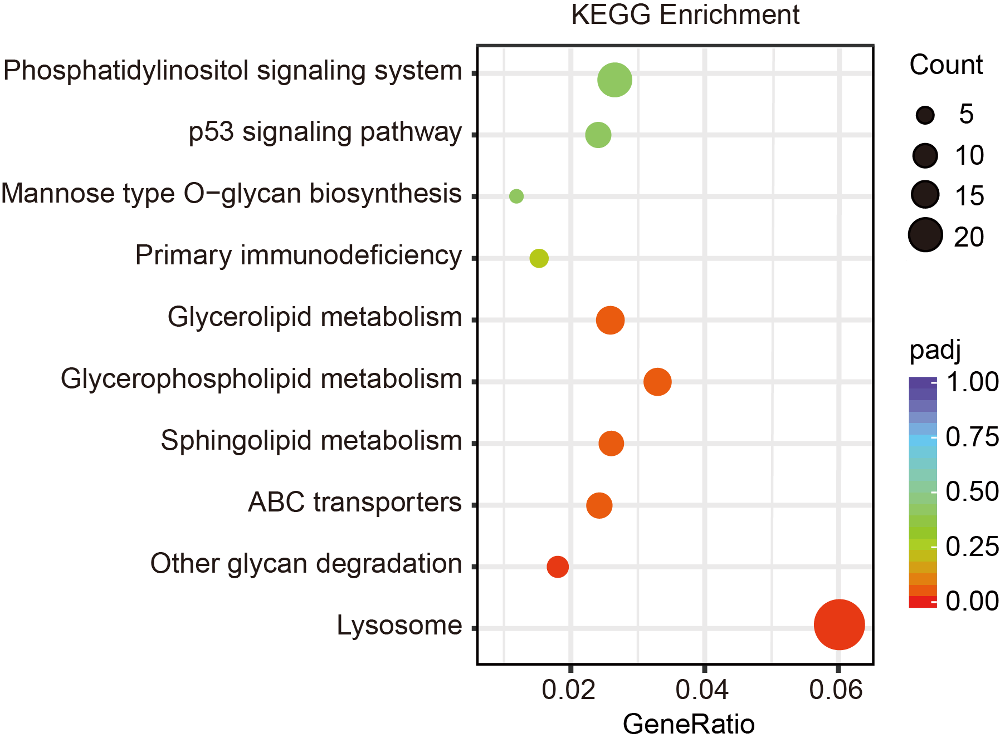 KEGG Enrichment
Phosphatidylinositol signaling system
p53 signaling pathway
Mannose type O−glycan biosynthesis
Primary immunodeficiency
Glycerolipid metabolism
Glycerophospholipid metabolism
Sphingolipid metabolism
ABC transporters
Other glycan degradation
Lysosome
0.02
0.04
0.06
GeneRatio
Count
5
10
15
20
padj
1.00
0.75
0.50
0.25
0.00